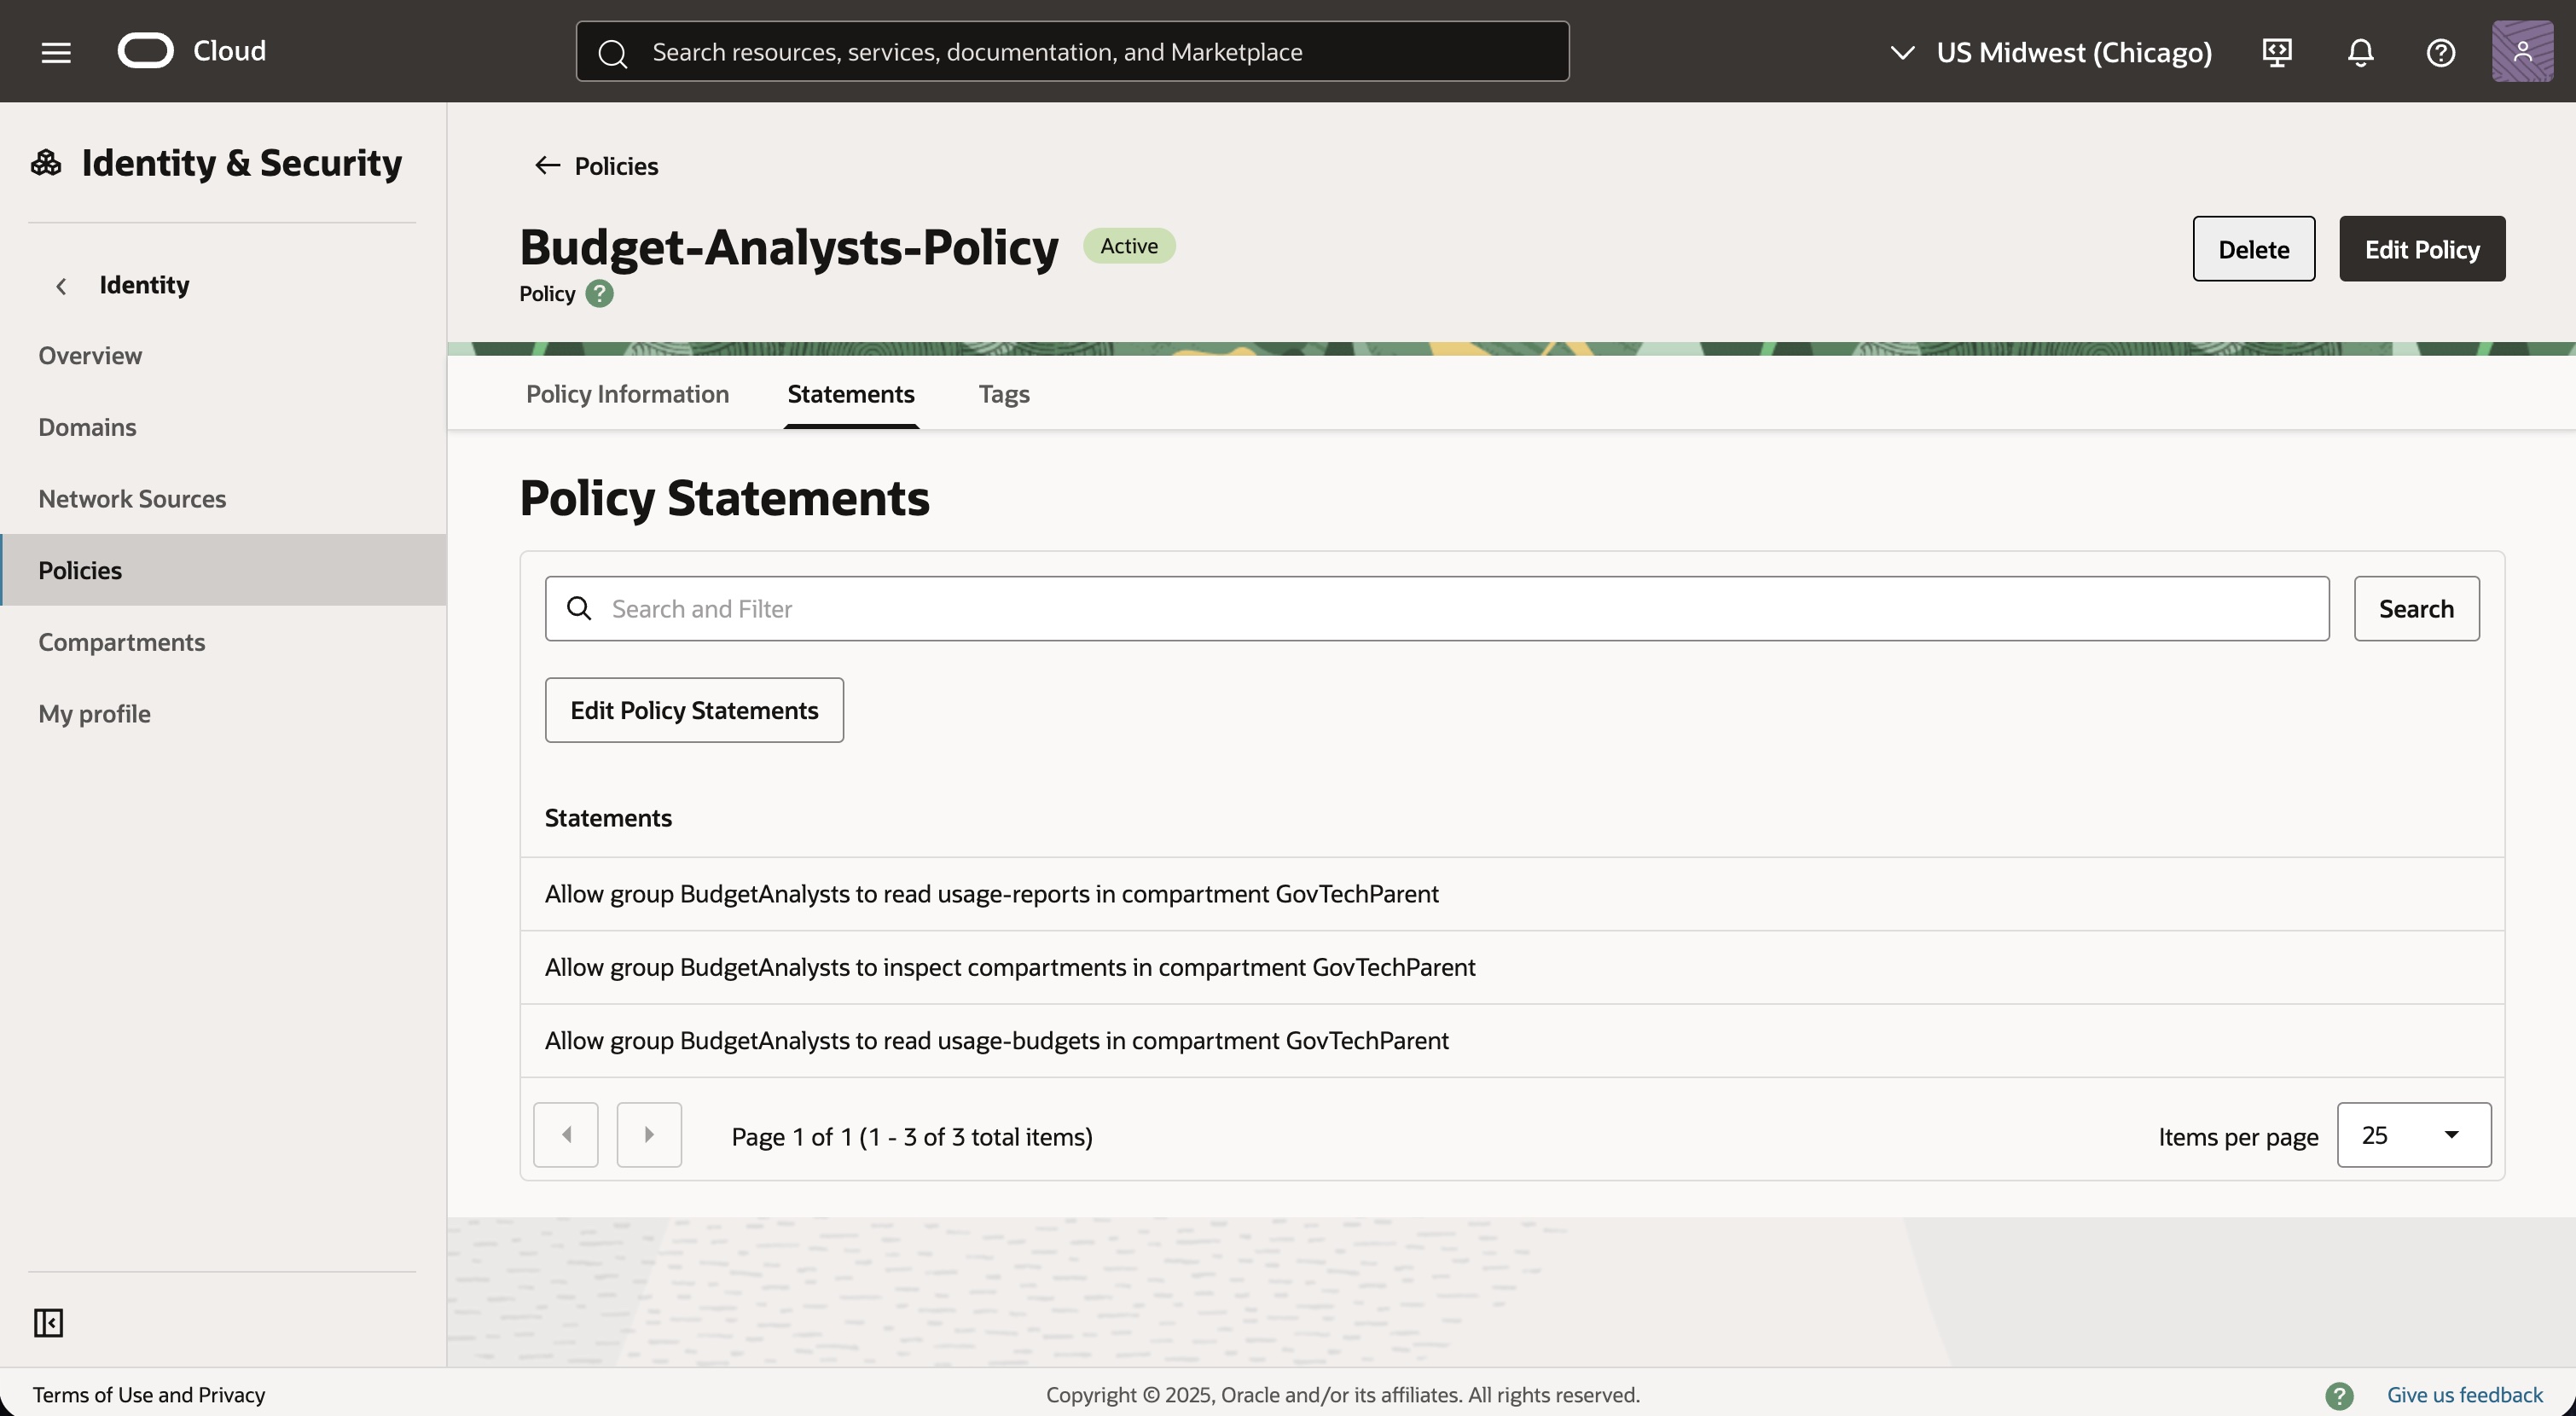 Cloud
Search resources, services, documentation, and Marketplace
US Midwest (Chicago)
Identity & Security
Identity
Overview
Domains
Network Sources
Policies
Compartments
My profile
Policies
Budget-Analysts-Policy
Active
Policy
?
Delete
Edit Policy
Policy Information
Statements
Tags
Policy Statements
Search and Filter
Search
Edit Policy Statements
Statements
Allow group BudgetAnalysts to read usage-reports in compartment GovTechParent
Allow group BudgetAnalysts to inspect compartments in compartment GovTechParent
Allow group BudgetAnalysts to read usage-budgets in compartment GovTechParent
Page 1 of 1 (1 - 3 of 3 total items)
Items per page
25
Terms of Use and Privacy
Copyright © 2025, Oracle and/or its affiliates. All rights reserved.
?
Give us feedback